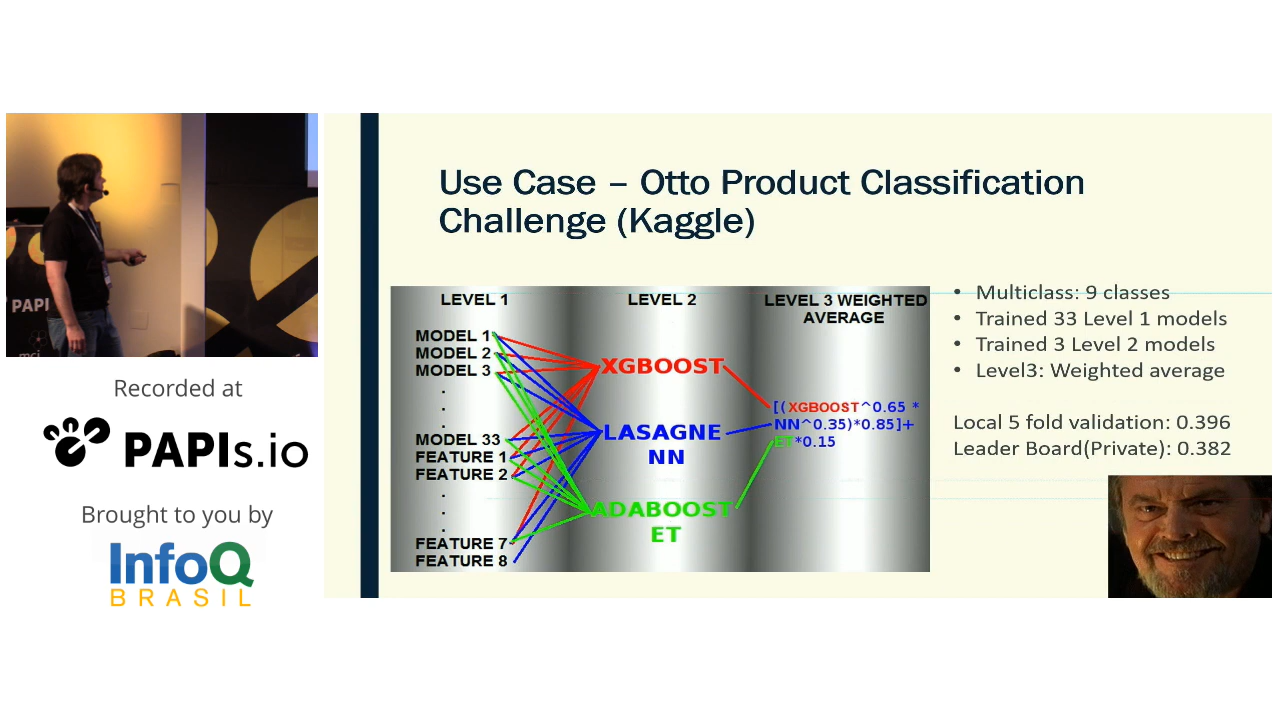 PAPI
mci
Recorded at
PAPIs.io
Brought to you by
InfoQ
BRASIL
Use Case – Otto Product Classification
Challenge (Kaggle)
LEVEL 1
LEVEL 2
LEVEL 3 WEIGHTED
AVERAGE
MODEL 1
MODEL 2
MODEL 3
.
.
.
MODEL 33
FEATURE 1
FEATURE 2
.
.
.
FEATURE 7
FEATURE 8
XGBOOST
LASAGNE
NN
ADABOOST
ET
[(XGBOOST^0.65 *
NN^0.35)*0.85]+
ET*0.15
• Multiclass: 9 classes
• Trained 33 Level 1 models
• Trained 3 Level 2 models
• Level3: Weighted average
Local 5 fold validation: 0.396
Leader Board(Private): 0.382